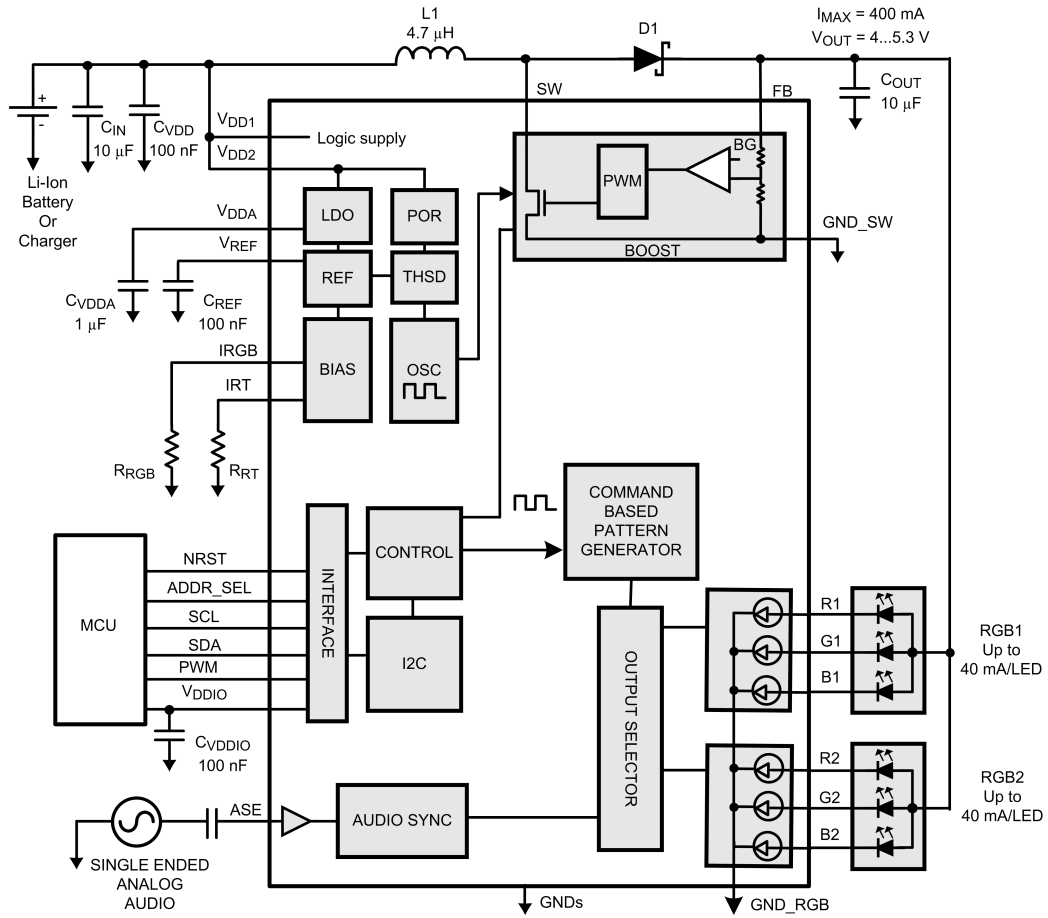 L1
4.7 μH
D1
IMAX = 400 mA
VOUT = 4...5.3 V
SW
FB
COUT
10 μF
+
-
CIN
10 μF
CVDD
100 nF
VDD1
Logic supply
VDD2
Li-Ion
Battery
Or
Charger
BG
PWM
BOOST
GND_SW
LDO
POR
VDDA
VREF
REF
THSD
CVDDA
1 μF
CREF
100 nF
IRGB
BIAS
OSC
IRT
RRGB
RRT
COMMAND
BASED
PATTERN
GENERATOR
MCU
NRST
ADDR_SEL
SCL
SDA
PWM
VDDIO
INTERFACE
CONTROL
I2C
CVDDIO
100 nF
OUTPUT SELECTOR
R1
G1
B1
RGB1
Up to
40 mA/LED
R2
G2
B2
RGB2
Up to
40 mA/LED
ASE
AUDIO SYNC
SINGLE ENDED
ANALOG
AUDIO
GNDs
GND_RGB